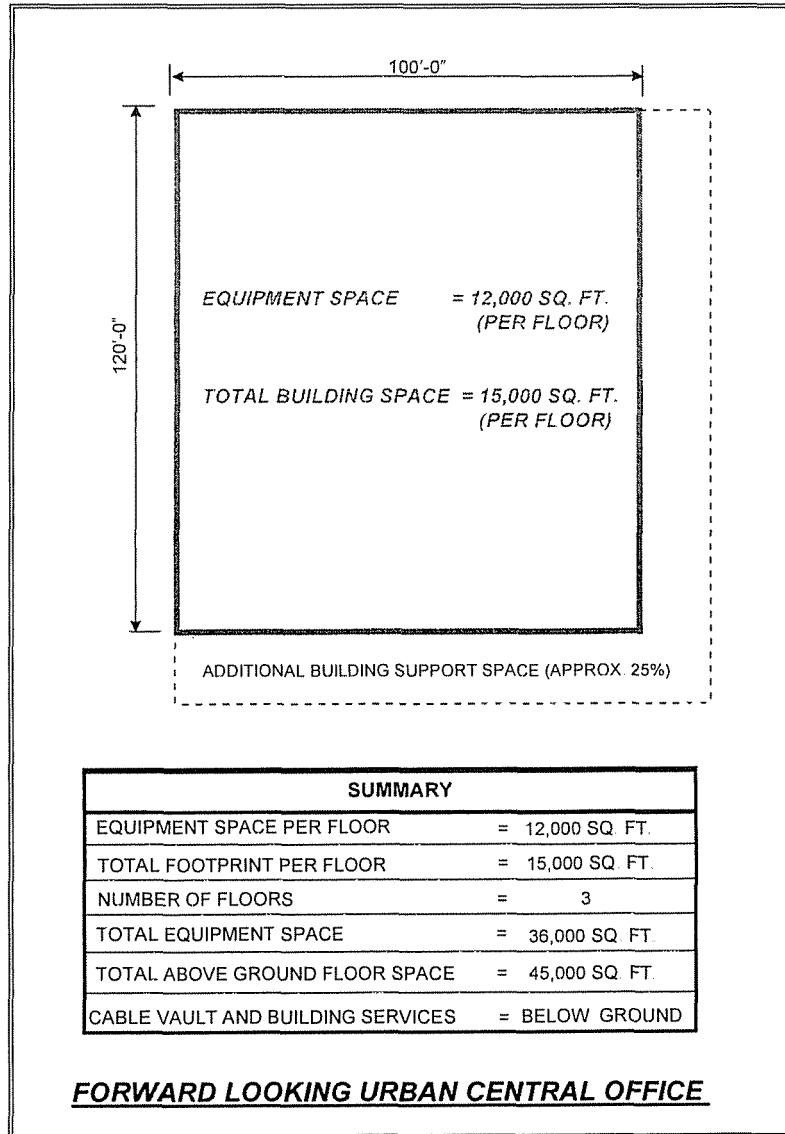 100'-0"
120'-0"
EQUIPMENT SPACE = 12,000 SQ. FT.
(PER FLOOR)
TOTAL BUILDING SPACE = 15,000 SQ. FT.
(PER FLOOR)
ADDITIONAL BUILDING SUPPORT SPACE (APPROX. 25%)
SUMMARY
EQUIPMENT SPACE PER FLOOR = 12,000 SQ. FT.
TOTAL FOOTPRINT PER FLOOR = 15,000 SQ. FT.
NUMBER OF FLOORS = 3
TOTAL EQUIPMENT SPACE = 36,000 SQ. FT.
TOTAL ABOVE GROUND FLOOR SPACE = 45,000 SQ. FT.
CABLE VAULT AND BUILDING SERVICES = BELOW GROUND
FORWARD LOOKING URBAN CENTRAL OFFICE